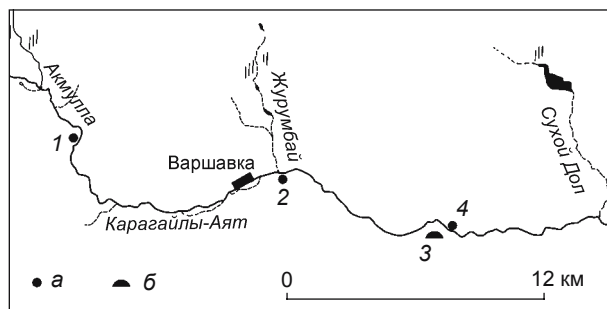 Акмулла
Журумбай
Сухой Дол
1
Варшавка
2
4
Карагайлы-Аят
3
а
б
0
12 км